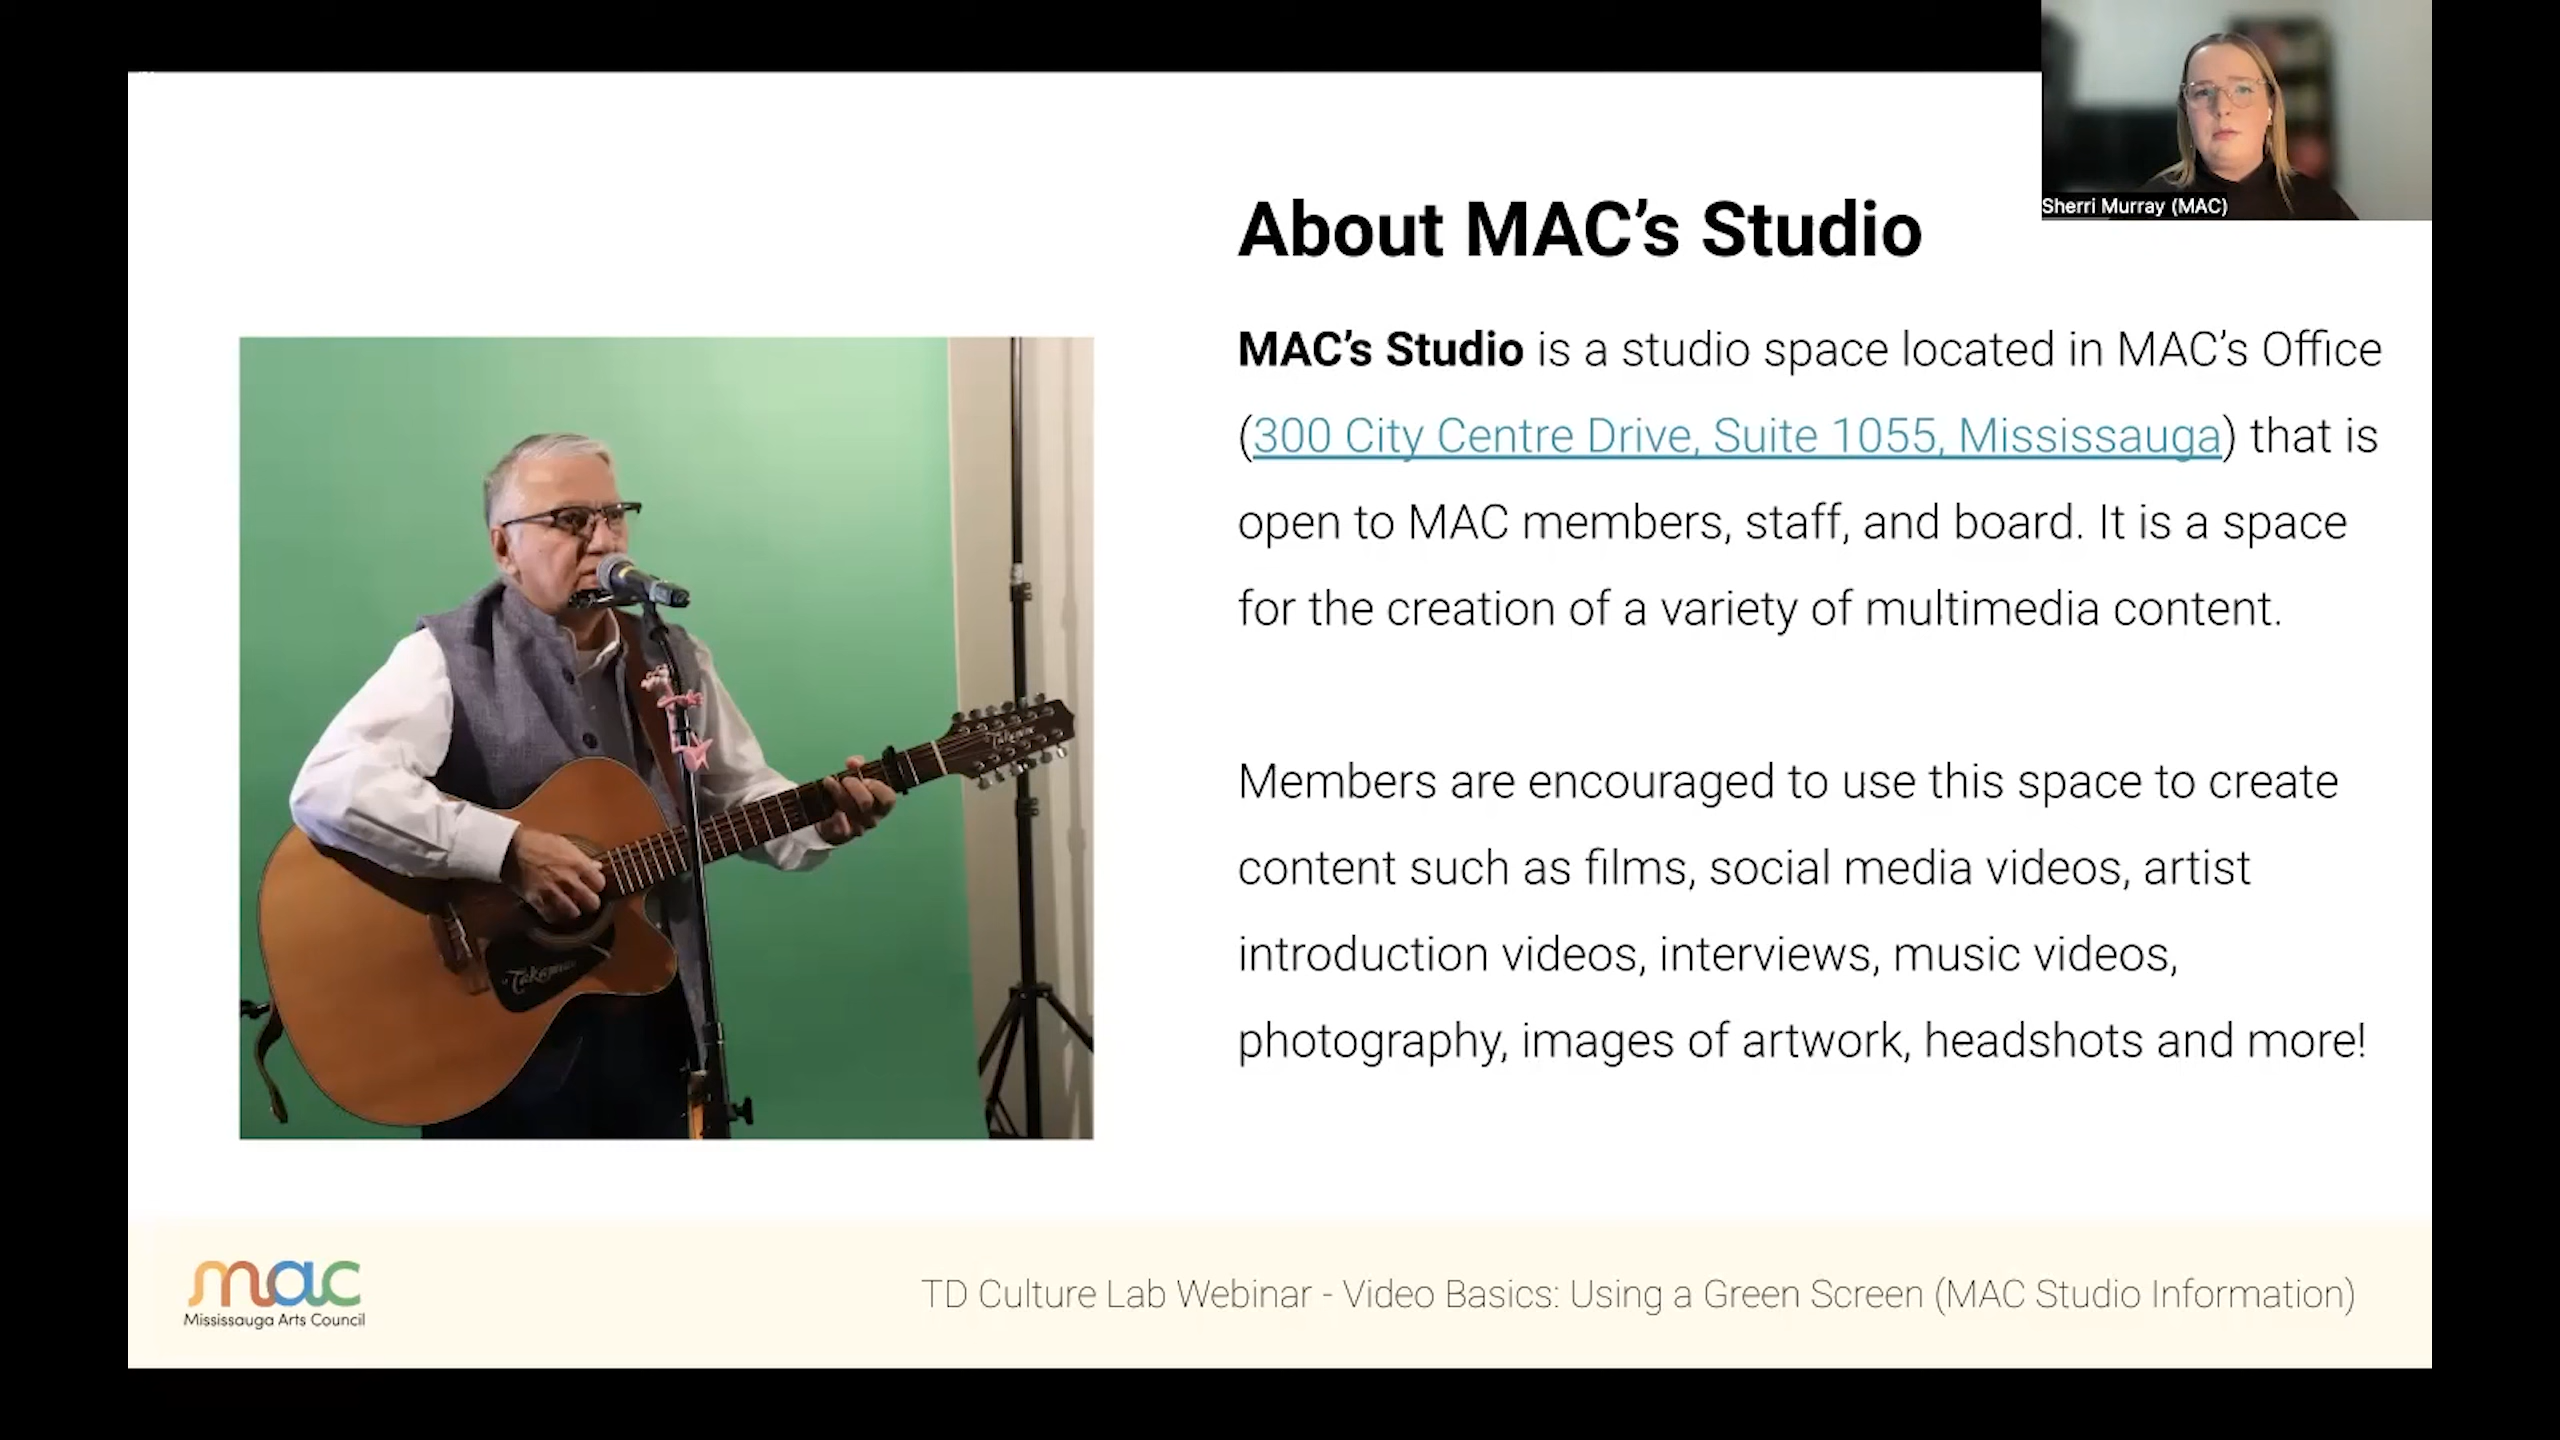 Sherri Murray (MAC)
About MAC’s Studio
MAC’s Studio is a studio space located in MAC’s Office
(300 City Centre Drive, Suite 1055, Mississauga) that is
open to MAC members, staff, and board. It is a space
for the creation of a variety of multimedia content.
Members are encouraged to use this space to create
content such as films, social media videos, artist
introduction videos, interviews, music videos,
photography, images of artwork, headshots and more!
Takamine
Takamine
mac
Mississauga Arts Council
TD Culture Lab Webinar - Video Basics: Using a Green Screen (MAC Studio Information)